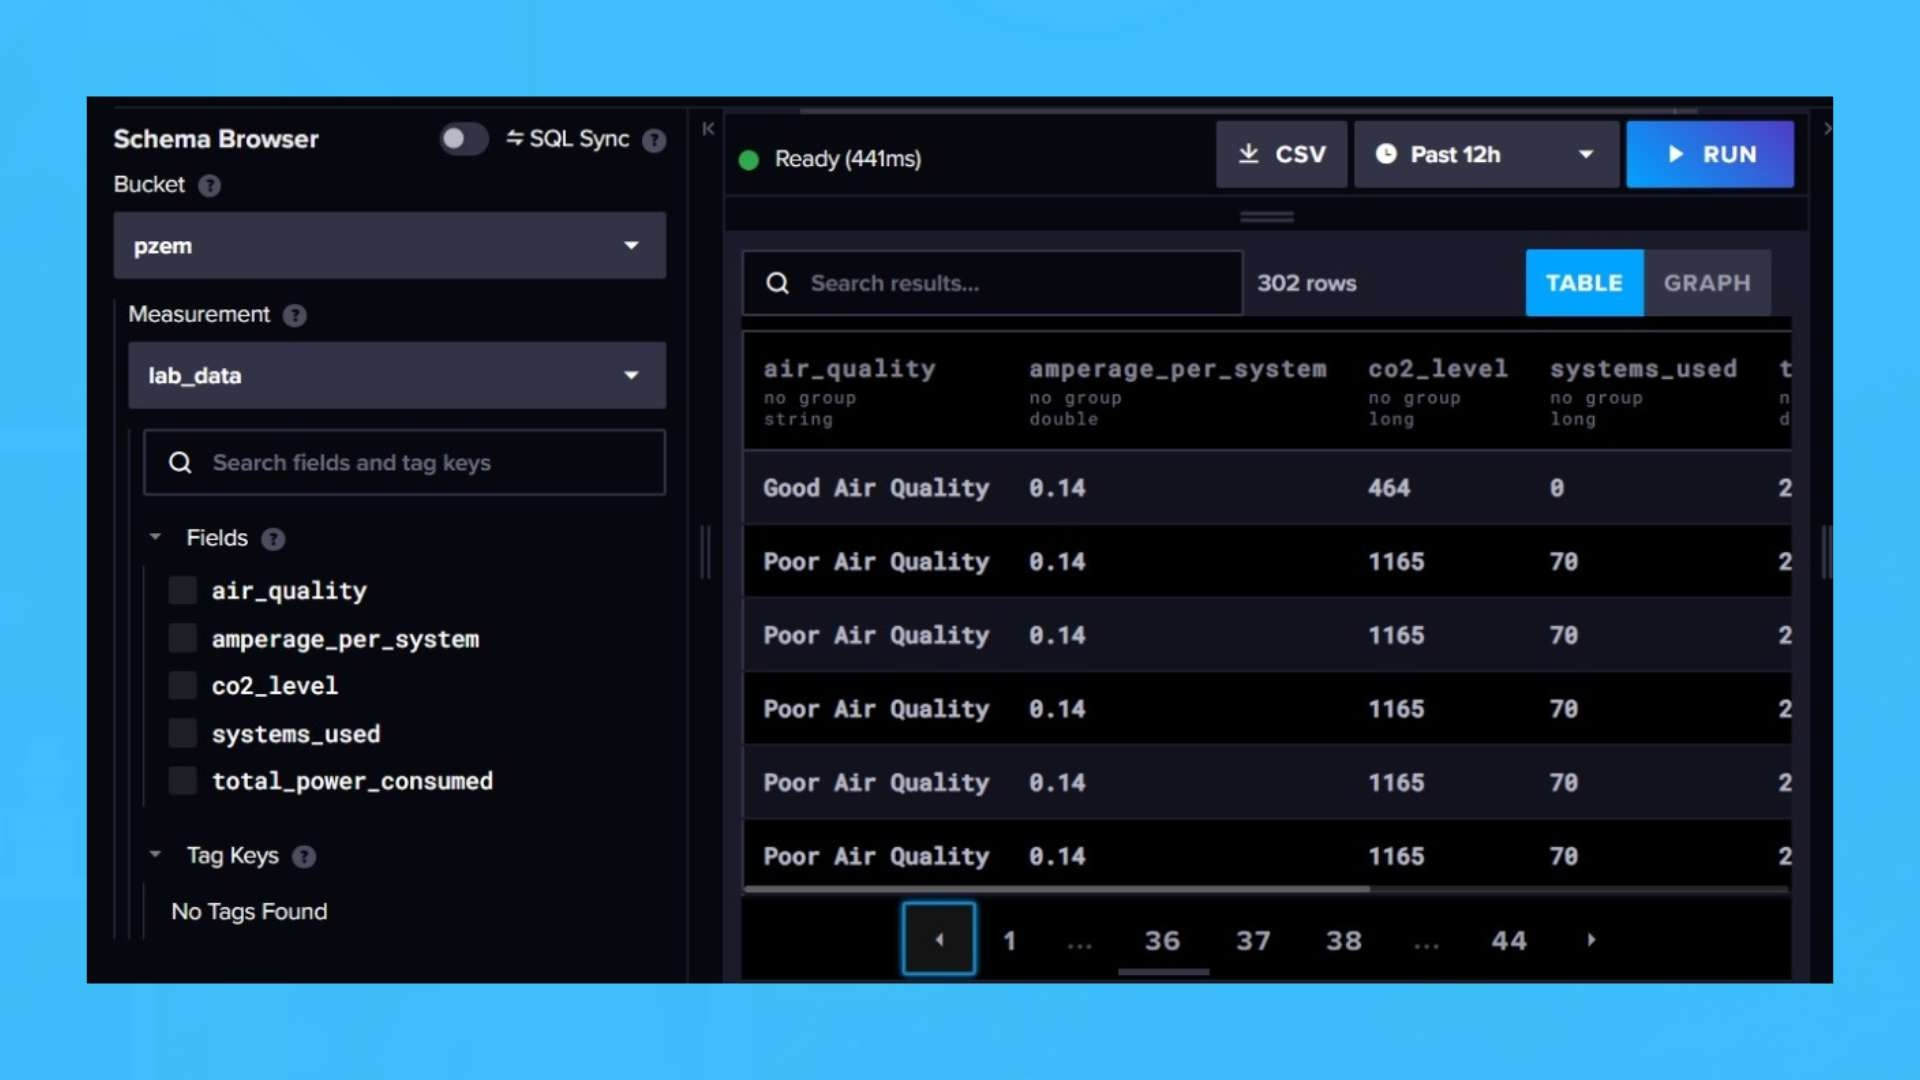 Schema Browser
SQL Sync ?
Bucket ?
pzem
Measurement ?
lab_data
Search fields and tag keys
Fields ?
air_quality
amperage_per_system
co2_level
systems_used
total_power_consumed
Tag Keys ?
No Tags Found
Ready (441ms)
CSV
Past 12h
RUN
Search results...
302 rows
TABLE
GRAPH
air_quality amperage_per_system co2_level systems_used t
no group no group no group no group n
string double long long d
Good Air Quality 0.14 464 0 2
Poor Air Quality 0.14 1165 70 2
Poor Air Quality 0.14 1165 70 2
Poor Air Quality 0.14 1165 70 2
Poor Air Quality 0.14 1165 70 2
Poor Air Quality 0.14 1165 70 2
1 ... 36 37 38 ... 44